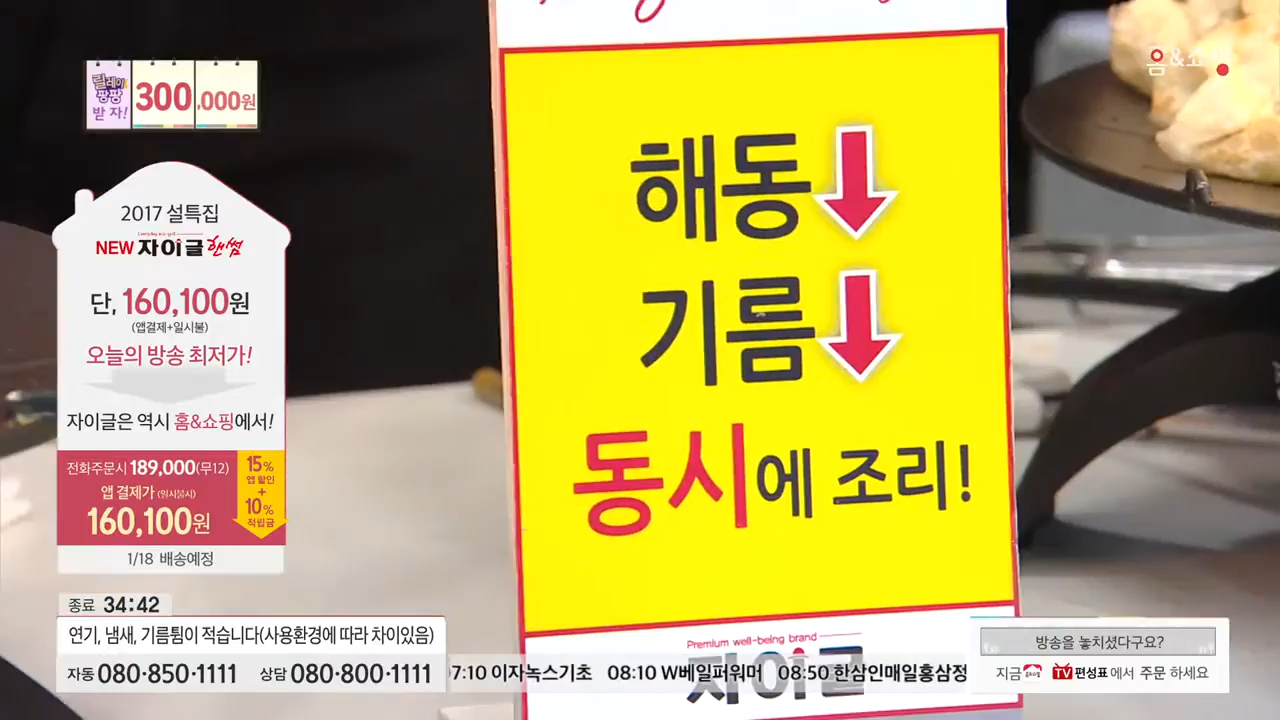 릴레이
팡팡
받자!
300,000원
홈&쇼핑
2017 설특집
NEW 자이글 핸썸
단, 160,100원
(앱결제+일시불)
오늘의 방송 최저가!
자이글은 역시 홈&쇼핑에서!
전화주문시 189,000(무12)
앱 결제가 (일시불시)
160,100원
15%
앱 할인
+
10%
적립금
1/18 배송예정
해동
기름
동시에 조리!
Premium well-being brand
자이글
종료 34:42
연기, 냄새, 기름튐이 적습니다(사용환경에 따라 차이있음)
자동 080-850-1111 상담 080-800-1111
7:10 이자녹스기초 08:10 W베일퍼워머 08:50 한삼인매일홍삼정
방송을 놓치셨다구요?
지금 홈&쇼핑 TV편성표에서 주문 하세요